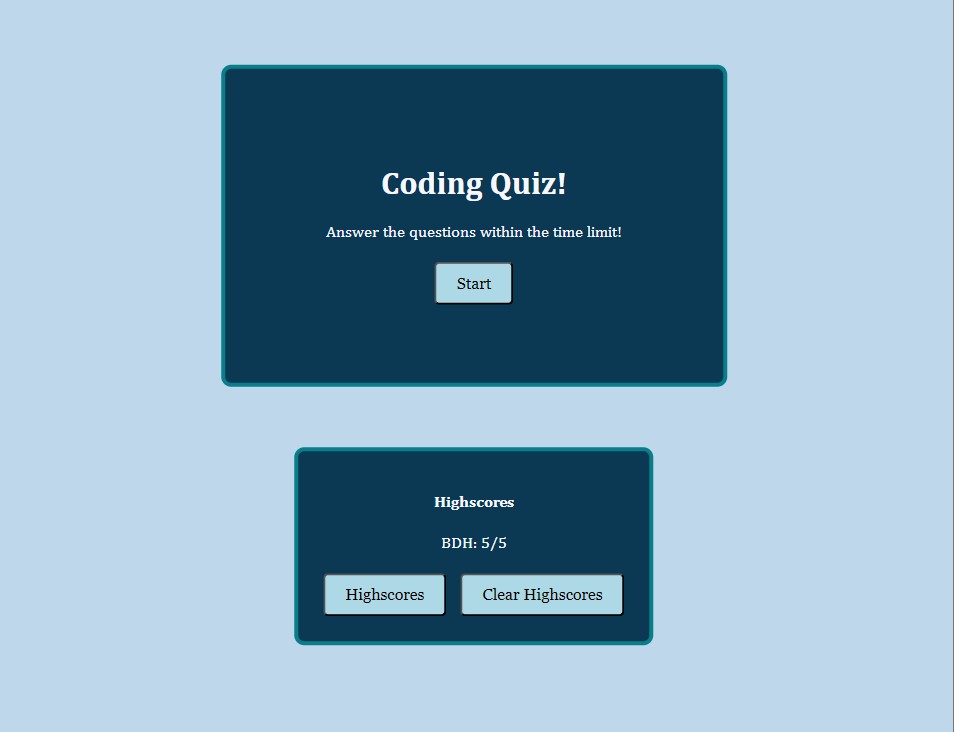 Coding Quiz!
Answer the questions within the time limit!
Start
Highscores
BDH: 5/5
Highscores Clear Highscores